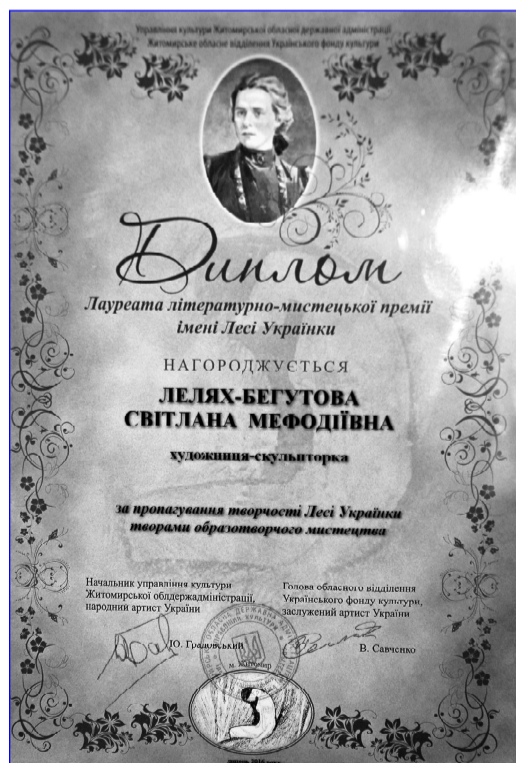 Управління культури Житомирської обласної державної адміністрації
Житомирське обласне відділення Українського фонду культури
Диплом
Лауреата літературно-мистецької премії
імені Лесі Українки
НАГОРОДЖУЄТЬСЯ
ЛЕЛЯХ-БЕГУТОВА
СВІТЛАНА МЕФОДІЇВНА
художниця-скульпторка
за пропагування творчості Лесі Українки
творами образотворчого мистецтва
Начальник управління культури
Житомирської облдержадміністрації,
народний артист України
Ю. Градовський
Голова обласного відділення
Українського фонду культури,
заслужений артист України
В. Савченко
м. Житомир